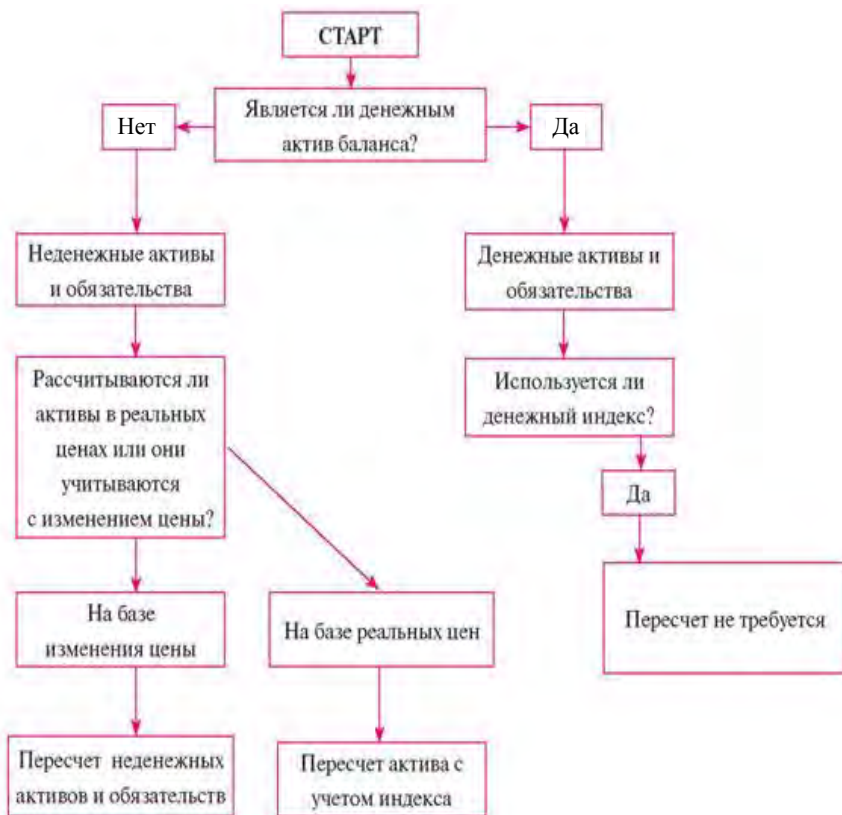 СТАРТ
Является ли денежным
актив баланса?
Нет
Да
Неденежные активы
и обязательства
Денежные активы и
обязательства
Рассчитываются ли
активы в реальных
ценах или они
учитываются
с изменением цены?
Используется ли
денежный индекс?
Да
На базе
изменения цены
На базе реальных цен
Пересчет не требуется
Пересчет неденежных
активов и обязательств
Пересчет актива с
учетом индекса